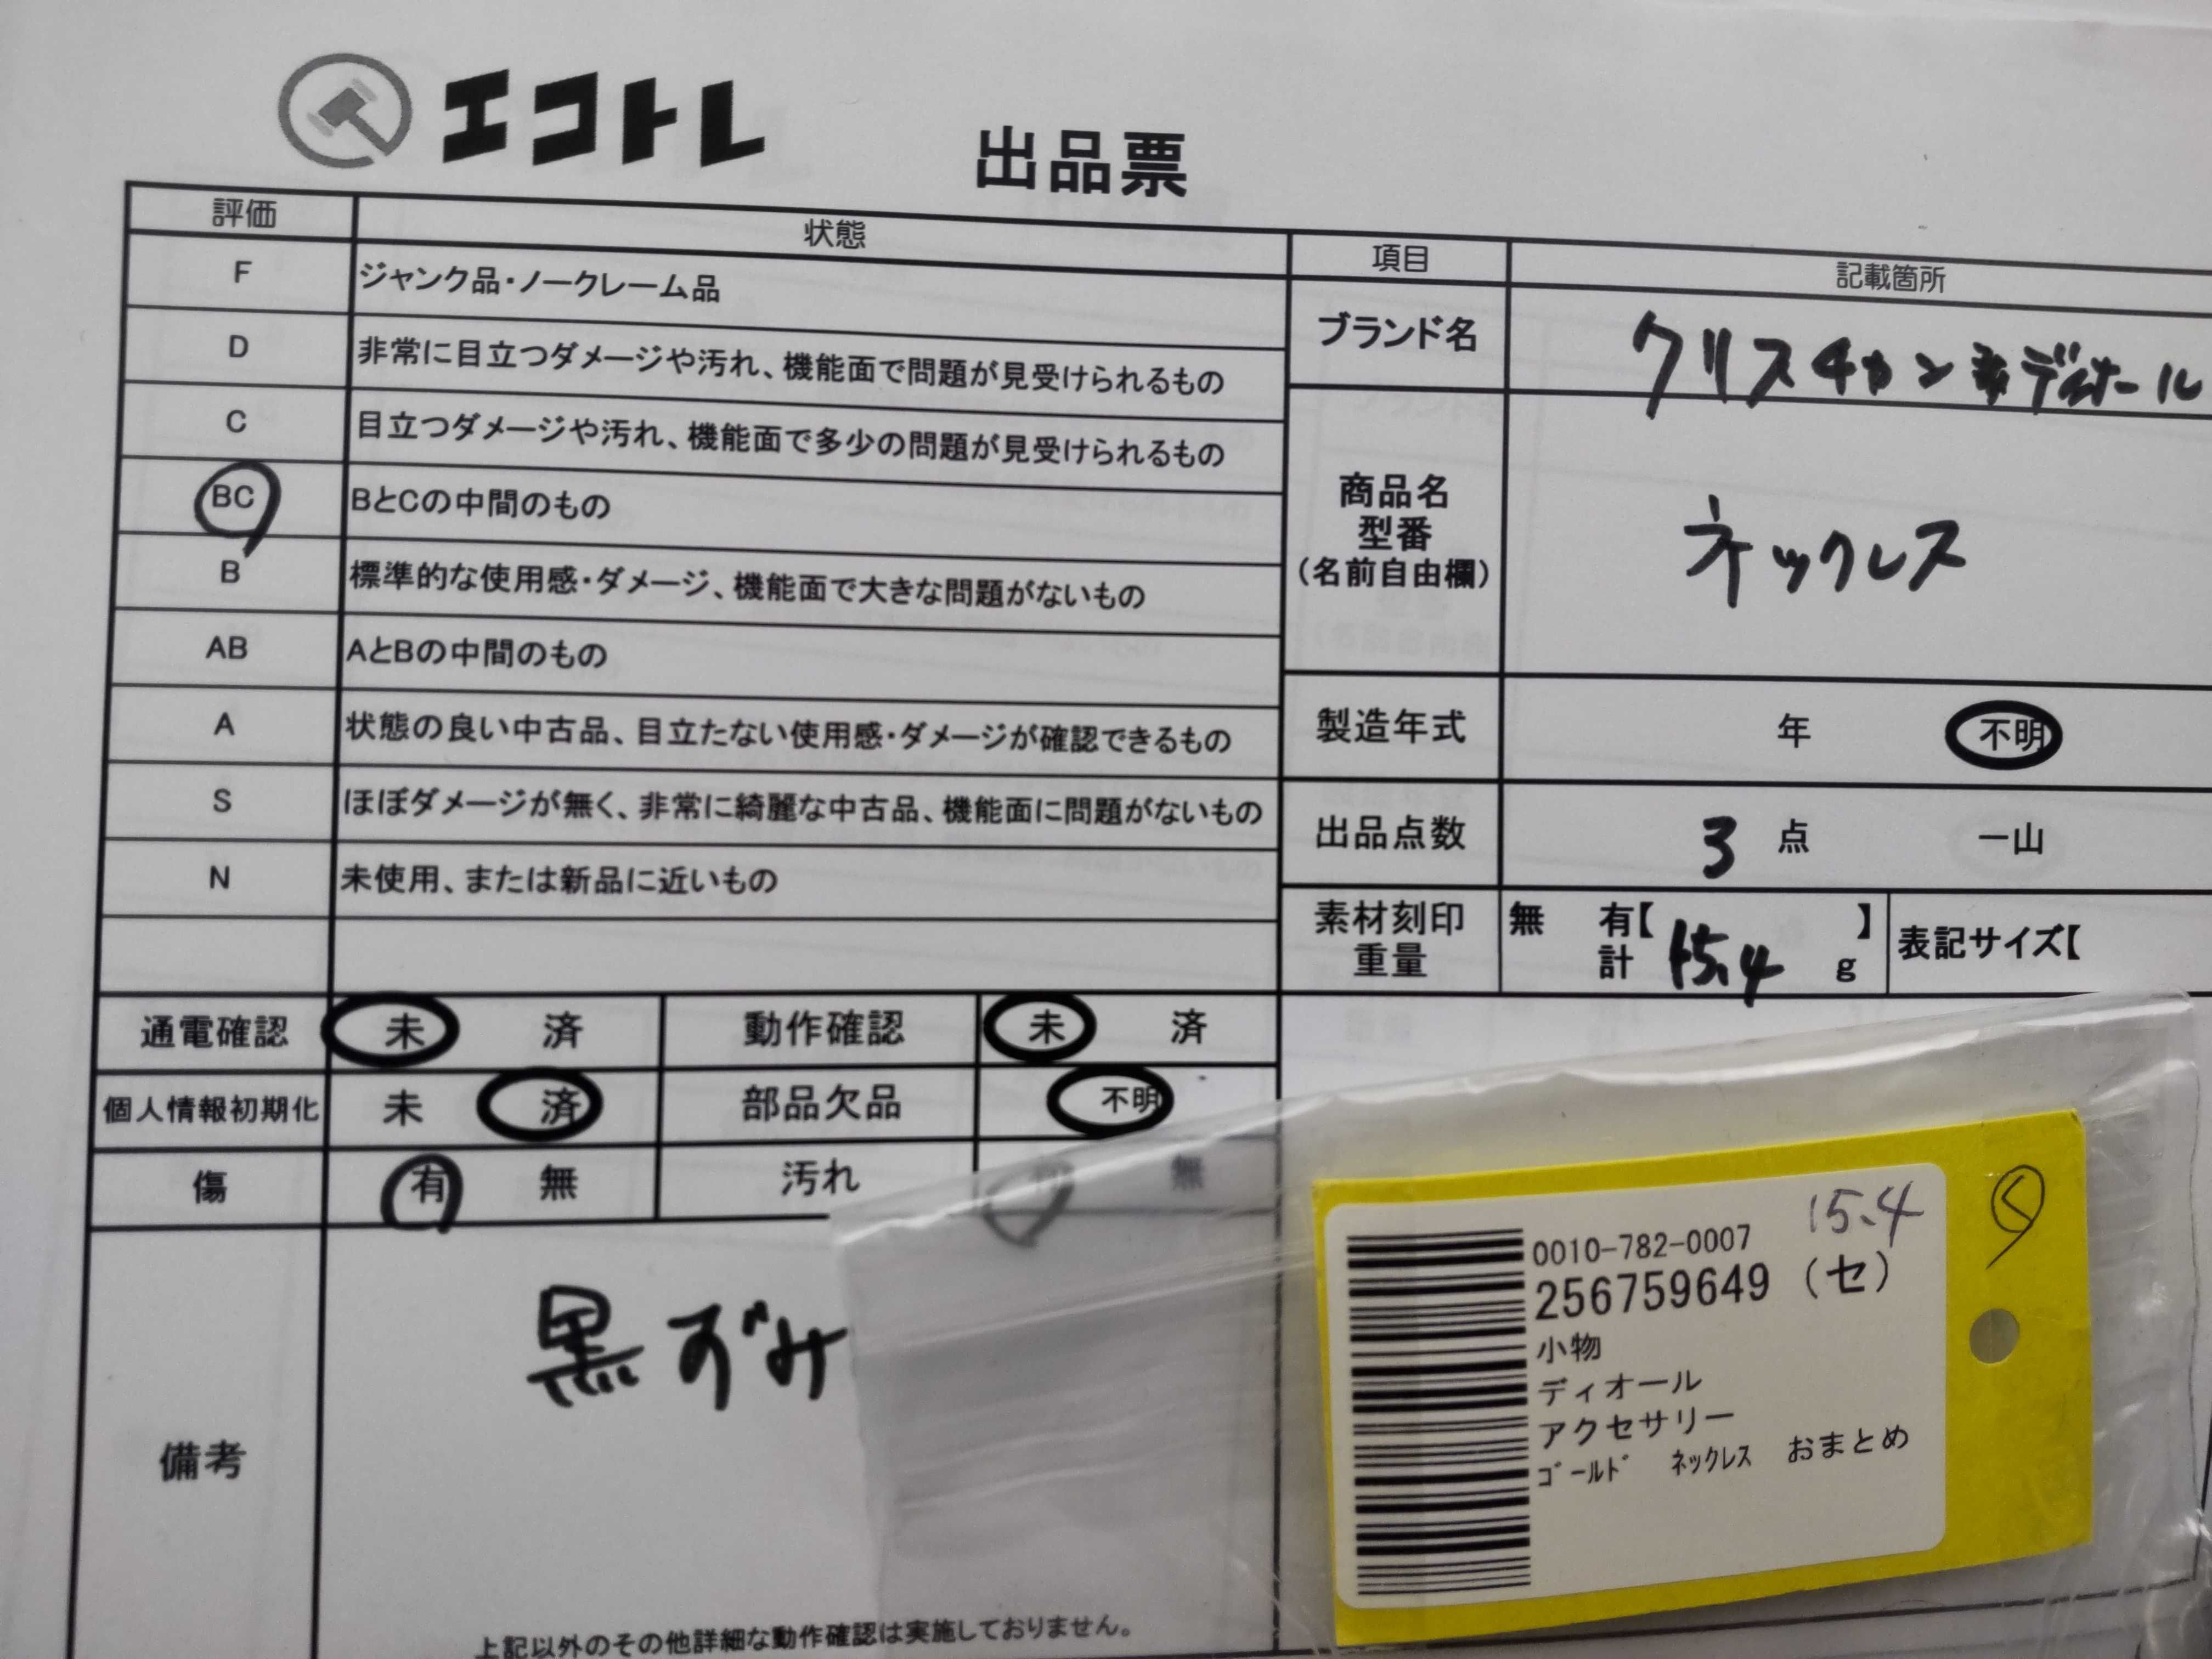 エコトレ
出品票
評価 状態
F ジャンク品・ノークレーム品
D 非常に目立つダメージや汚れ、機能面で問題が見受けられるもの
C 目立つダメージや汚れ、機能面で多少の問題が見受けられるもの
BC BとCの中間のもの
B 標準的な使用感・ダメージ、機能面で大きな問題がないもの
AB AとBの中間のもの
A 状態の良い中古品、目立たない使用感・ダメージが確認できるもの
S ほぼダメージが無く、非常に綺麗な中古品、機能面に問題がないもの
N 未使用、または新品に近いもの
項目 記載箇所
ブランド名 クリスチャン ディオール
商品名
型番
(名前自由欄)
ネックレス
製造年式 年 不明
出品点数 3 点 一山
素材刻印 無 有【 】
重量 計 15.4 g
表記サイズ【
通電確認 未 済 動作確認 未 済
個人情報初期化 未 済 部品欠品 不明
傷 有 無 汚れ 有 無
備考
黒ずみ
上記以外のその他詳細な動作確認は実施しておりません。
15.4
0010-782-0007
256759649 (セ)
小物
ディオール
アクセサリー
ｺﾞｰﾙﾄﾞ ﾈｯｸﾚｽ おまとめ
く